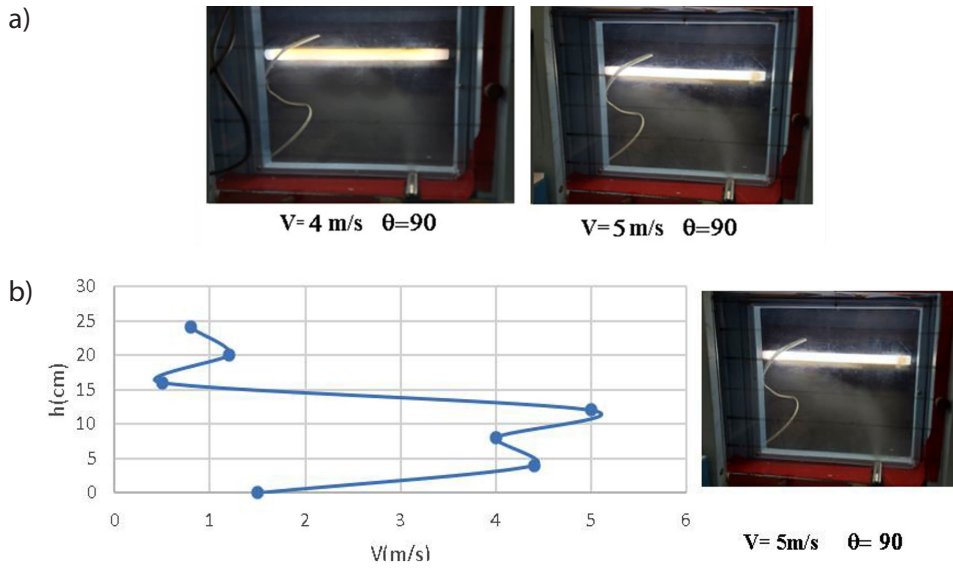 a)
V= 4 m/s θ=90
V=5 m/s θ=90
b)
30
25
20
15
10
5
0
h(cm)
0 1 2 3 4 5 6
V(m/s)
V= 5m/s θ= 90